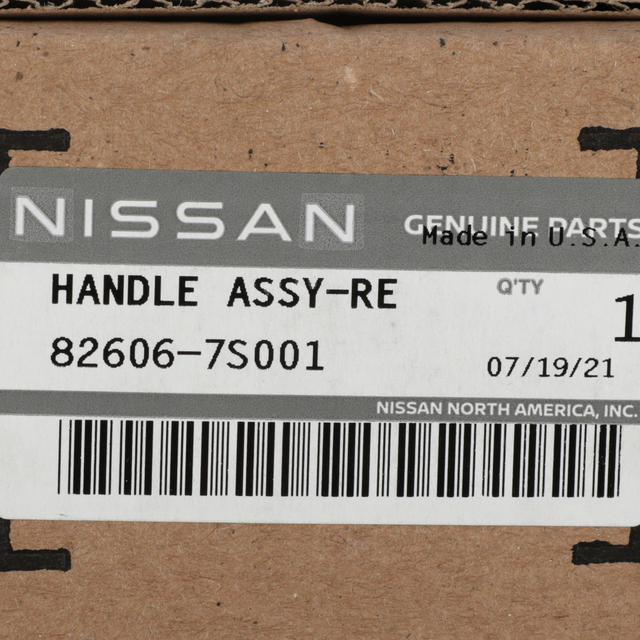 NISSAN GENUINE PARTS
Made in U.S.A.
HANDLE ASSY-RE
Q'TY
1
82606-7S001
07/19/21
NISSAN NORTH AMERICA, INC.